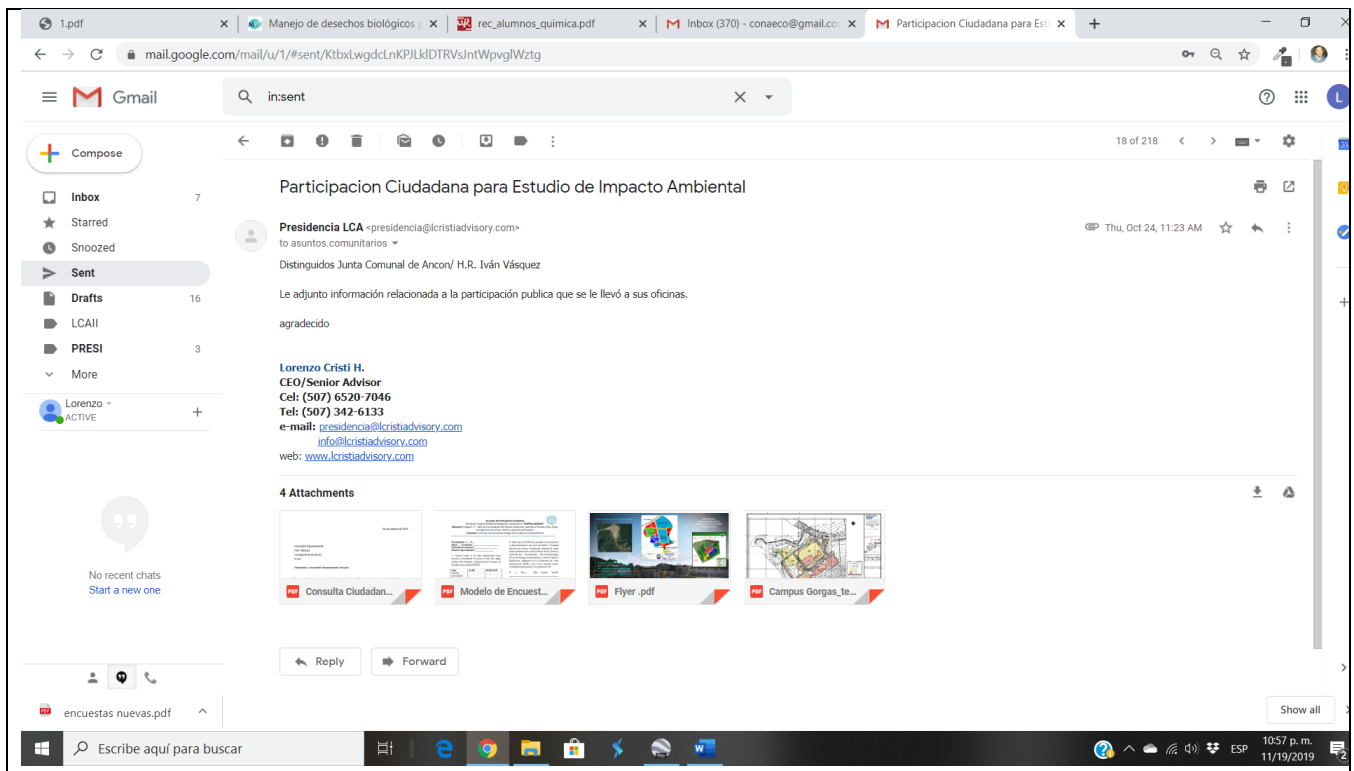 1.pdf
Manejo de desechos biológicos
rec_alumnos_quimica.pdf
Inbox (370) - conaeco@gmail.co
Participacion Ciudadana para Est
mail.google.com/mail/u/1/#sent/KtbxLwgdcLnKPJLklDTRVsJntWpvglWztg
Gmail
in:sent
L
Compose
18 of 218
31
Participacion Ciudadana para Estudio de Impacto Ambiental
Inbox 7
Starred
Snoozed
Sent
Drafts 16
LCAII
PRESI 3
More
Lorenzo
ACTIVE
Presidencia LCA <presidencia@lcristiadvisory.com>
Thu, Oct 24, 11:23 AM
to asuntos.comunitarios
Distinguidos Junta Comunal de Ancon/ H.R. Iván Vásquez
Le adjunto información relacionada a la participación publica que se le llevó a sus oficinas.
agradecido
Lorenzo Cristi H.
CEO/Senior Advisor
Cel: (507) 6520-7046
Tel: (507) 342-6133
e-mail: presidencia@lcristiadvisory.com
info@lcristiadvisory.com
web: www.lcristiadvisory.com
4 Attachments
PDF Consulta Ciudadan...
PDF Modelo de Encuest...
PDF Flyer .pdf
PDF Campus Gorgas_te...
No recent chats
Start a new one
Reply
Forward
encuestas nuevas.pdf
Show all
Escribe aquí para buscar
ESP
10:57 p. m.
11/19/2019
2